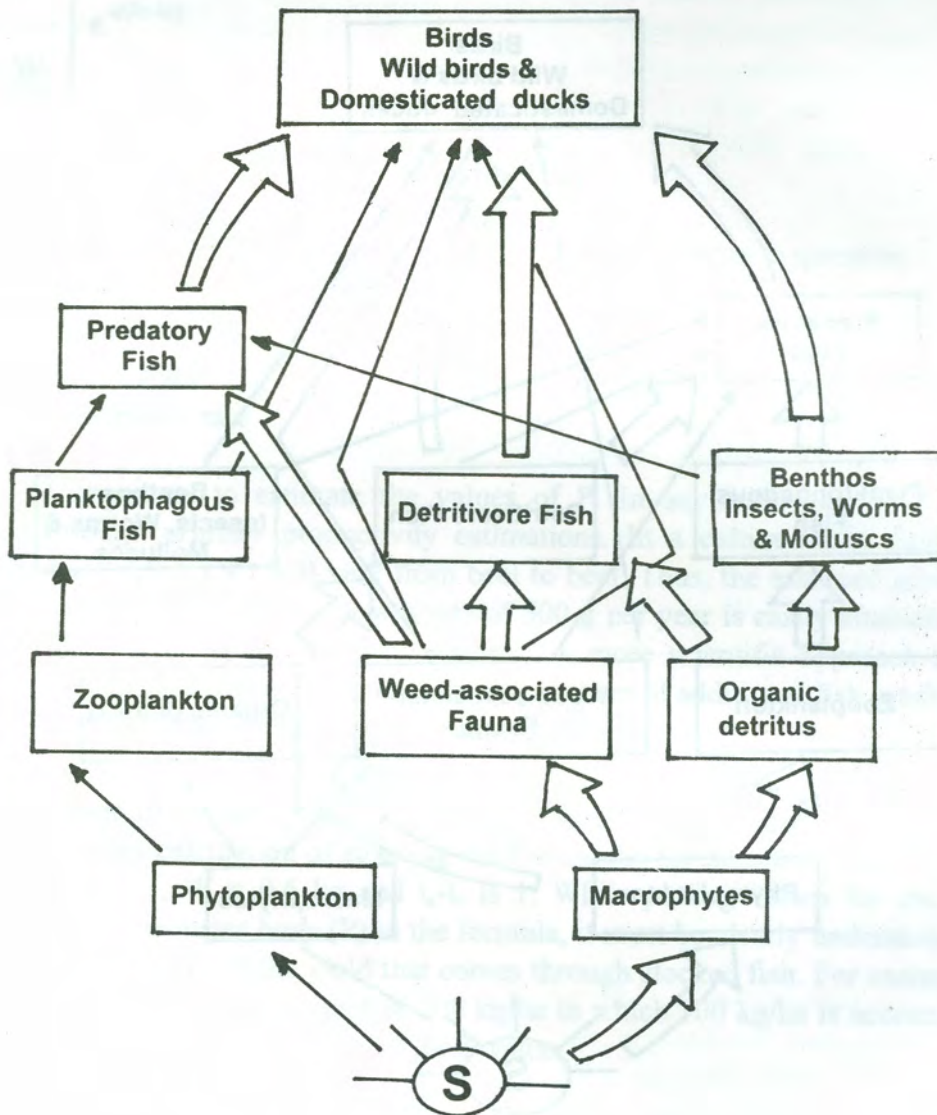 Birds
Wild birds &
Domesticated ducks
Predatory
Fish
Planktophagous
Fish
Detritivore Fish
Benthos
Insects, Worms
& Molluscs
Zooplankton
Weed-associated
Fauna
Organic
detritus
Phytoplankton
Macrophytes
S